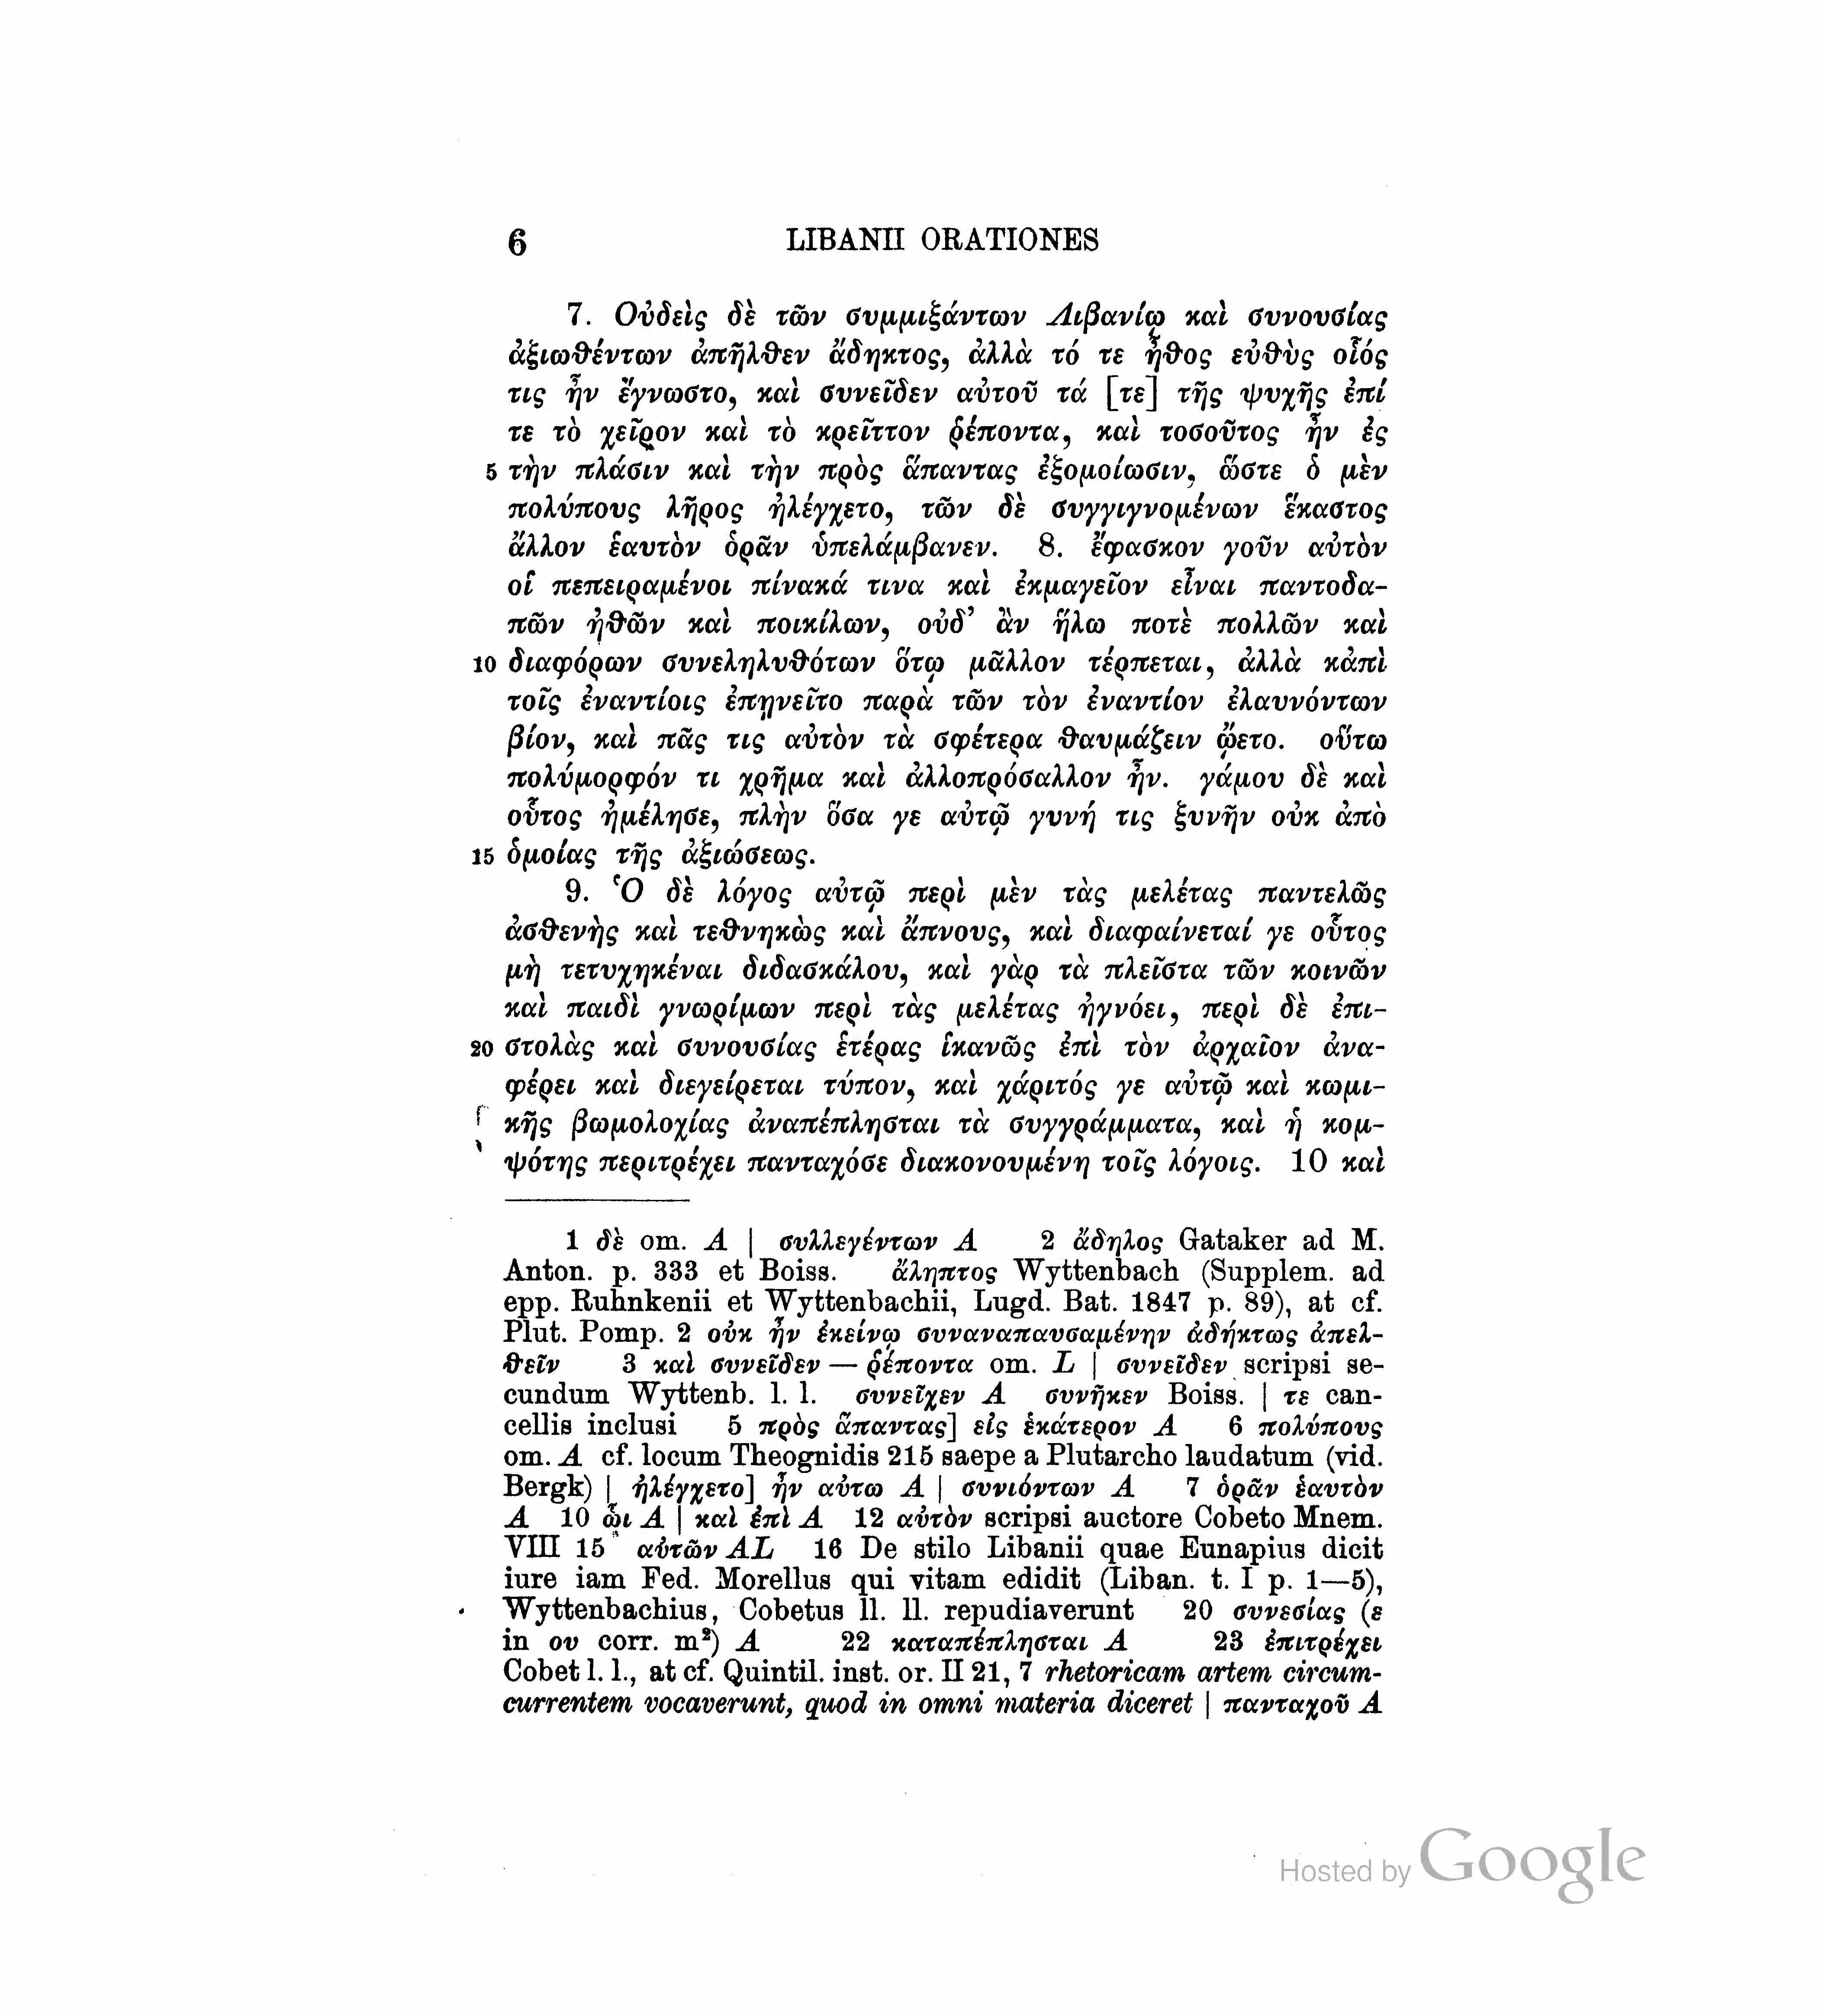 6 LIBANII ORATIONES
7. Οὐδεὶς δὲ τῶν συμμιξάντων Λιβανίῳ καὶ συνουσίας
ἀξιωθέντων ἀπῆλθεν ἄδηκτος, ἀλλὰ τό τε ἦθος εὐθὺς οἷός
τις ἦν ἔγνωστο, καὶ συνεῖδεν αὐτοῦ τά [τε] τῆς ψυχῆς ἐπί
τε τὸ χεῖρον καὶ τὸ κρεῖττον ῥέποντα, καὶ τοσοῦτος ἦν ἐς
5 τὴν πλάσιν καὶ τὴν πρὸς ἅπαντας ἐξομοίωσιν, ὥστε ὁ μὲν
πολύπους λῆρος ἠλέγχετο, τῶν δὲ συγγιγνομένων ἕκαστος
ἄλλον ἑαυτὸν ὁρᾶν ὑπελάμβανεν. 8. ἔφασκον γοῦν αὐτὸν
οἱ πεπειραμένοι πίνακά τινα καὶ ἐκμαγεῖον εἶναι παντοδα-
πῶν ἠθῶν καὶ ποικίλων, οὐδ’ ἂν ἥλω ποτὲ πολλῶν καὶ
10 διαφόρων συνεληλυθότων ὅτῳ μᾶλλον τέρπεται, ἀλλὰ κἀπὶ
τοῖς ἐναντίοις ἐπῃνεῖτο παρὰ τῶν τὸν ἐναντίον ἐλαυνόντων
βίον, καὶ πᾶς τις αὐτὸν τὰ σφέτερα θαυμάζειν ᾤετο. οὕτω
πολύμορφόν τι χρῆμα καὶ ἀλλοπρόσαλλον ἦν. γάμου δὲ καὶ
οὗτος ἠμέλησε, πλὴν ὅσα γε αὐτῷ γυνή τις ξυνῆν οὐκ ἀπὸ
15 ὁμοίας τῆς ἀξιώσεως.
9. Ὁ δὲ λόγος αὐτῷ περὶ μὲν τὰς μελέτας παντελῶς
ἀσθενὴς καὶ τεθνηκὼς καὶ ἄπνους, καὶ διαφαίνεταί γε οὗτος
μὴ τετυχηκέναι διδασκάλου, καὶ γὰρ τὰ πλεῖστα τῶν κοινῶν
καὶ παιδὶ γνωρίμων περὶ τὰς μελέτας ἠγνόει, περὶ δὲ ἐπι-
20 στολὰς καὶ συνουσίας ἑτέρας ἱκανῶς ἐπὶ τὸν ἀρχαῖον ἀνα-
φέρει καὶ διεγείρεται τύπον, καὶ χάριτός γε αὐτῷ καὶ κωμι-
κῆς βωμολοχίας ἀναπέπλησται τὰ συγγράμματα, καὶ ἡ κομ-
ψότης περιτρέχει πανταχόσε διακονουμένη τοῖς λόγοις. 10 καὶ
1 δὲ om. A | συλλεγέντων A 2 ἄδηλος Gataker ad M.
Anton. p. 333 et Boiss. ἄληπτος Wyttenbach (Supplem. ad
epp. Ruhnkenii et Wyttenbachii, Lugd. Bat. 1847 p. 89), at cf.
Plut. Pomp. 2 οὐκ ἦν ἐκείνῳ συναναπαυσαμένην ἀδήκτως ἀπελ-
θεῖν 3 καὶ συνεῖδεν — ῥέποντα om. L | συνεῖδεν scripsi se-
cundum Wyttenb. l. l. συνεῖχεν A συνῆκεν Boiss. | τε can-
cellis inclusi 5 πρὸς ἅπαντας] εἰς ἑκάτερον A 6 πολύπους
om. A cf. locum Theognidis 215 saepe a Plutarcho laudatum (vid.
Bergk) | ἠλέγχετο] ἦν αὐτω A | συνιόντων A 7 ὁρᾶν ἑαυτὸν
A 10 ὧι A | καὶ ἐπὶ A 12 αὐτὸν scripsi auctore Cobeto Mnem.
VIII 15 αὐτῶν AL 16 De stilo Libanii quae Eunapius dicit
iure iam Fed. Morellus qui vitam edidit (Liban. t. I p. 1—5),
Wyttenbachius, Cobetus ll. ll. repudiaverunt 20 συνεσίας (ε
in ου corr. m²) A 22 καταπέπλησται A 23 ἐπιτρέχει
Cobet l. l., at cf. Quintil. inst. or. II 21, 7 rhetoricam artem circum-
currentem vocaverunt, quod in omni materia diceret | πανταχοῦ A
Hosted by Google